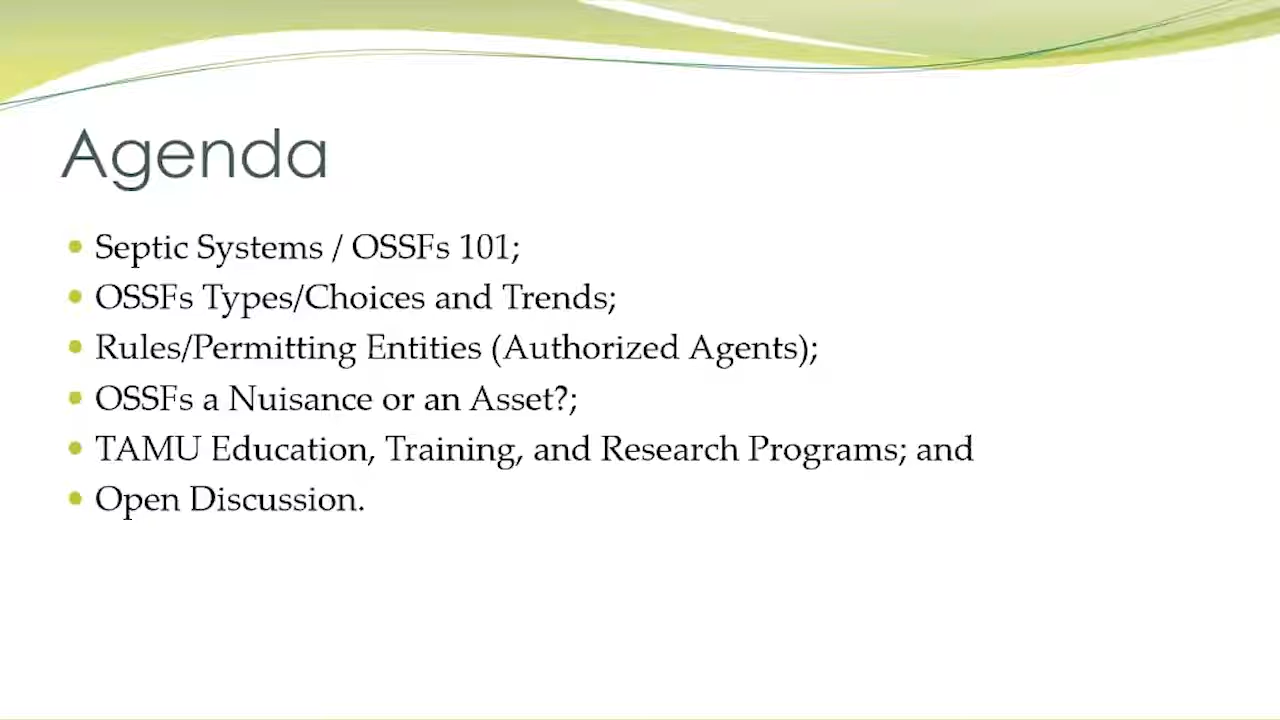 Agenda
Septic Systems / OSSFs 101;
OSSFs Types/Choices and Trends;
Rules/Permitting Entities (Authorized Agents);
OSSFs a Nuisance or an Asset?;
TAMU Education, Training, and Research Programs; and
Open Discussion.